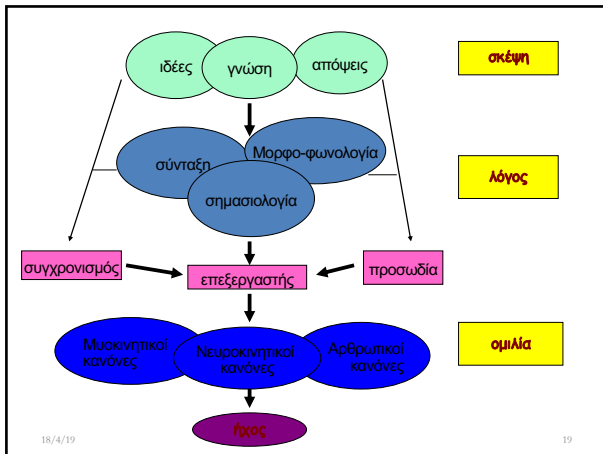 ιδέες
γνώση
απόψεις
σκέψη
σύνταξη
Μορφο-φωνολογία
σημασιολογία
λόγος
συγχρονισμός
επεξεργαστής
προσωδία
Μυοκινητικοί
κανόνες
Νευροκινητικοί
κανόνες
Αρθρωτικοί
κανόνες
ομιλία
ήχος
18/4/19
19